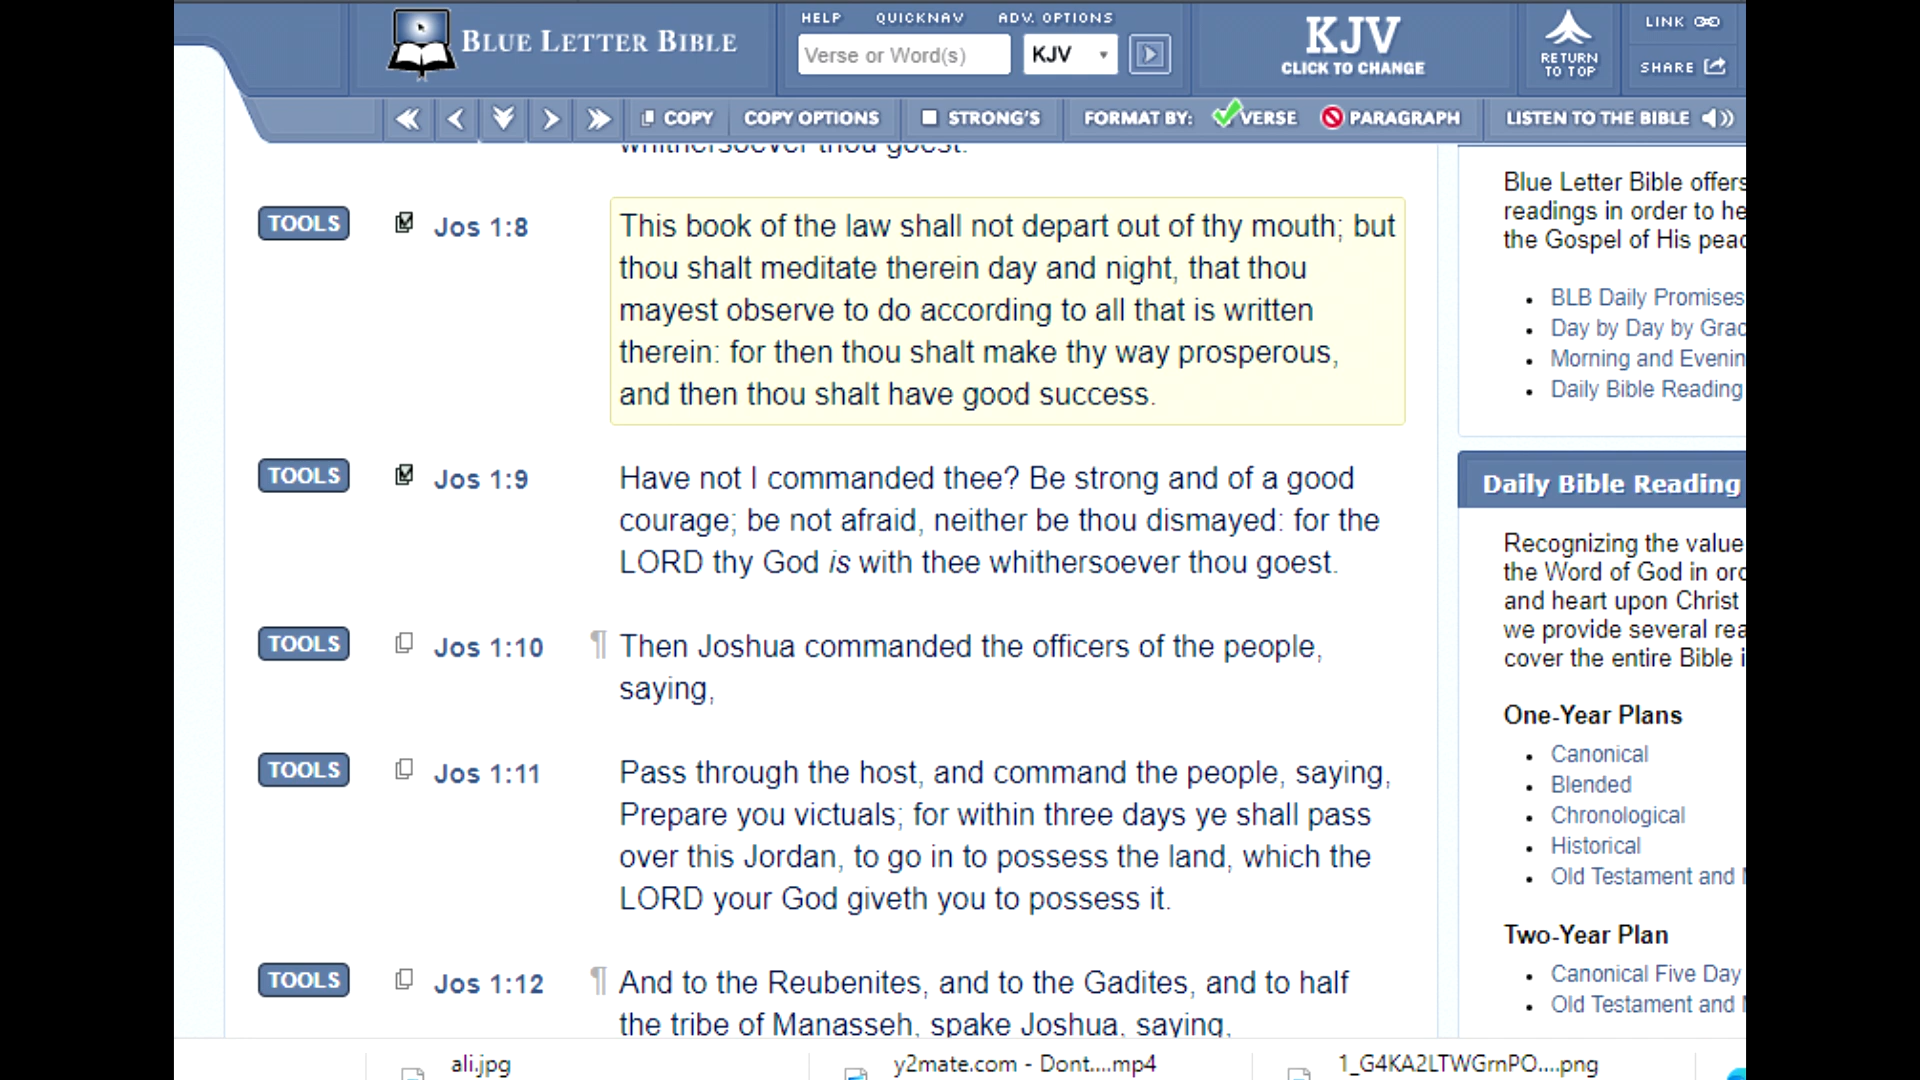 HELP QUICKNAV ADV. OPTIONS
BLUE LETTER BIBLE
Verse or Word(s)
KJV
KJV
CLICK TO CHANGE
RETURN
TO TOP
LINK
SHARE
COPY
COPY OPTIONS
STRONG'S
FORMAT BY:
VERSE
PARAGRAPH
LISTEN TO THE BIBLE
whithersoever thou goest.
TOOLS
Jos 1:8
This book of the law shall not depart out of thy mouth; but
thou shalt meditate therein day and night, that thou
mayest observe to do according to all that is written
therein: for then thou shalt make thy way prosperous,
and then thou shalt have good success.
TOOLS
Jos 1:9
Have not I commanded thee? Be strong and of a good
courage; be not afraid, neither be thou dismayed: for the
LORD thy God is with thee whithersoever thou goest.
TOOLS
Jos 1:10
¶ Then Joshua commanded the officers of the people,
saying,
TOOLS
Jos 1:11
Pass through the host, and command the people, saying,
Prepare you victuals; for within three days ye shall pass
over this Jordan, to go in to possess the land, which the
LORD your God giveth you to possess it.
TOOLS
Jos 1:12
¶ And to the Reubenites, and to the Gadites, and to half
the tribe of Manasseh, spake Joshua, saying,
Blue Letter Bible offers
readings in order to he
the Gospel of His peac
BLB Daily Promises
Day by Day by Grac
Morning and Evenin
Daily Bible Reading
Daily Bible Reading
Recognizing the value
the Word of God in orc
and heart upon Christ
we provide several rea
cover the entire Bible i
One-Year Plans
Canonical
Blended
Chronological
Historical
Old Testament and
Two-Year Plan
Canonical Five Day
Old Testament and
ali.jpg
y2mate.com - Dont....mp4
1_G4KA2LTWGrnPO....png